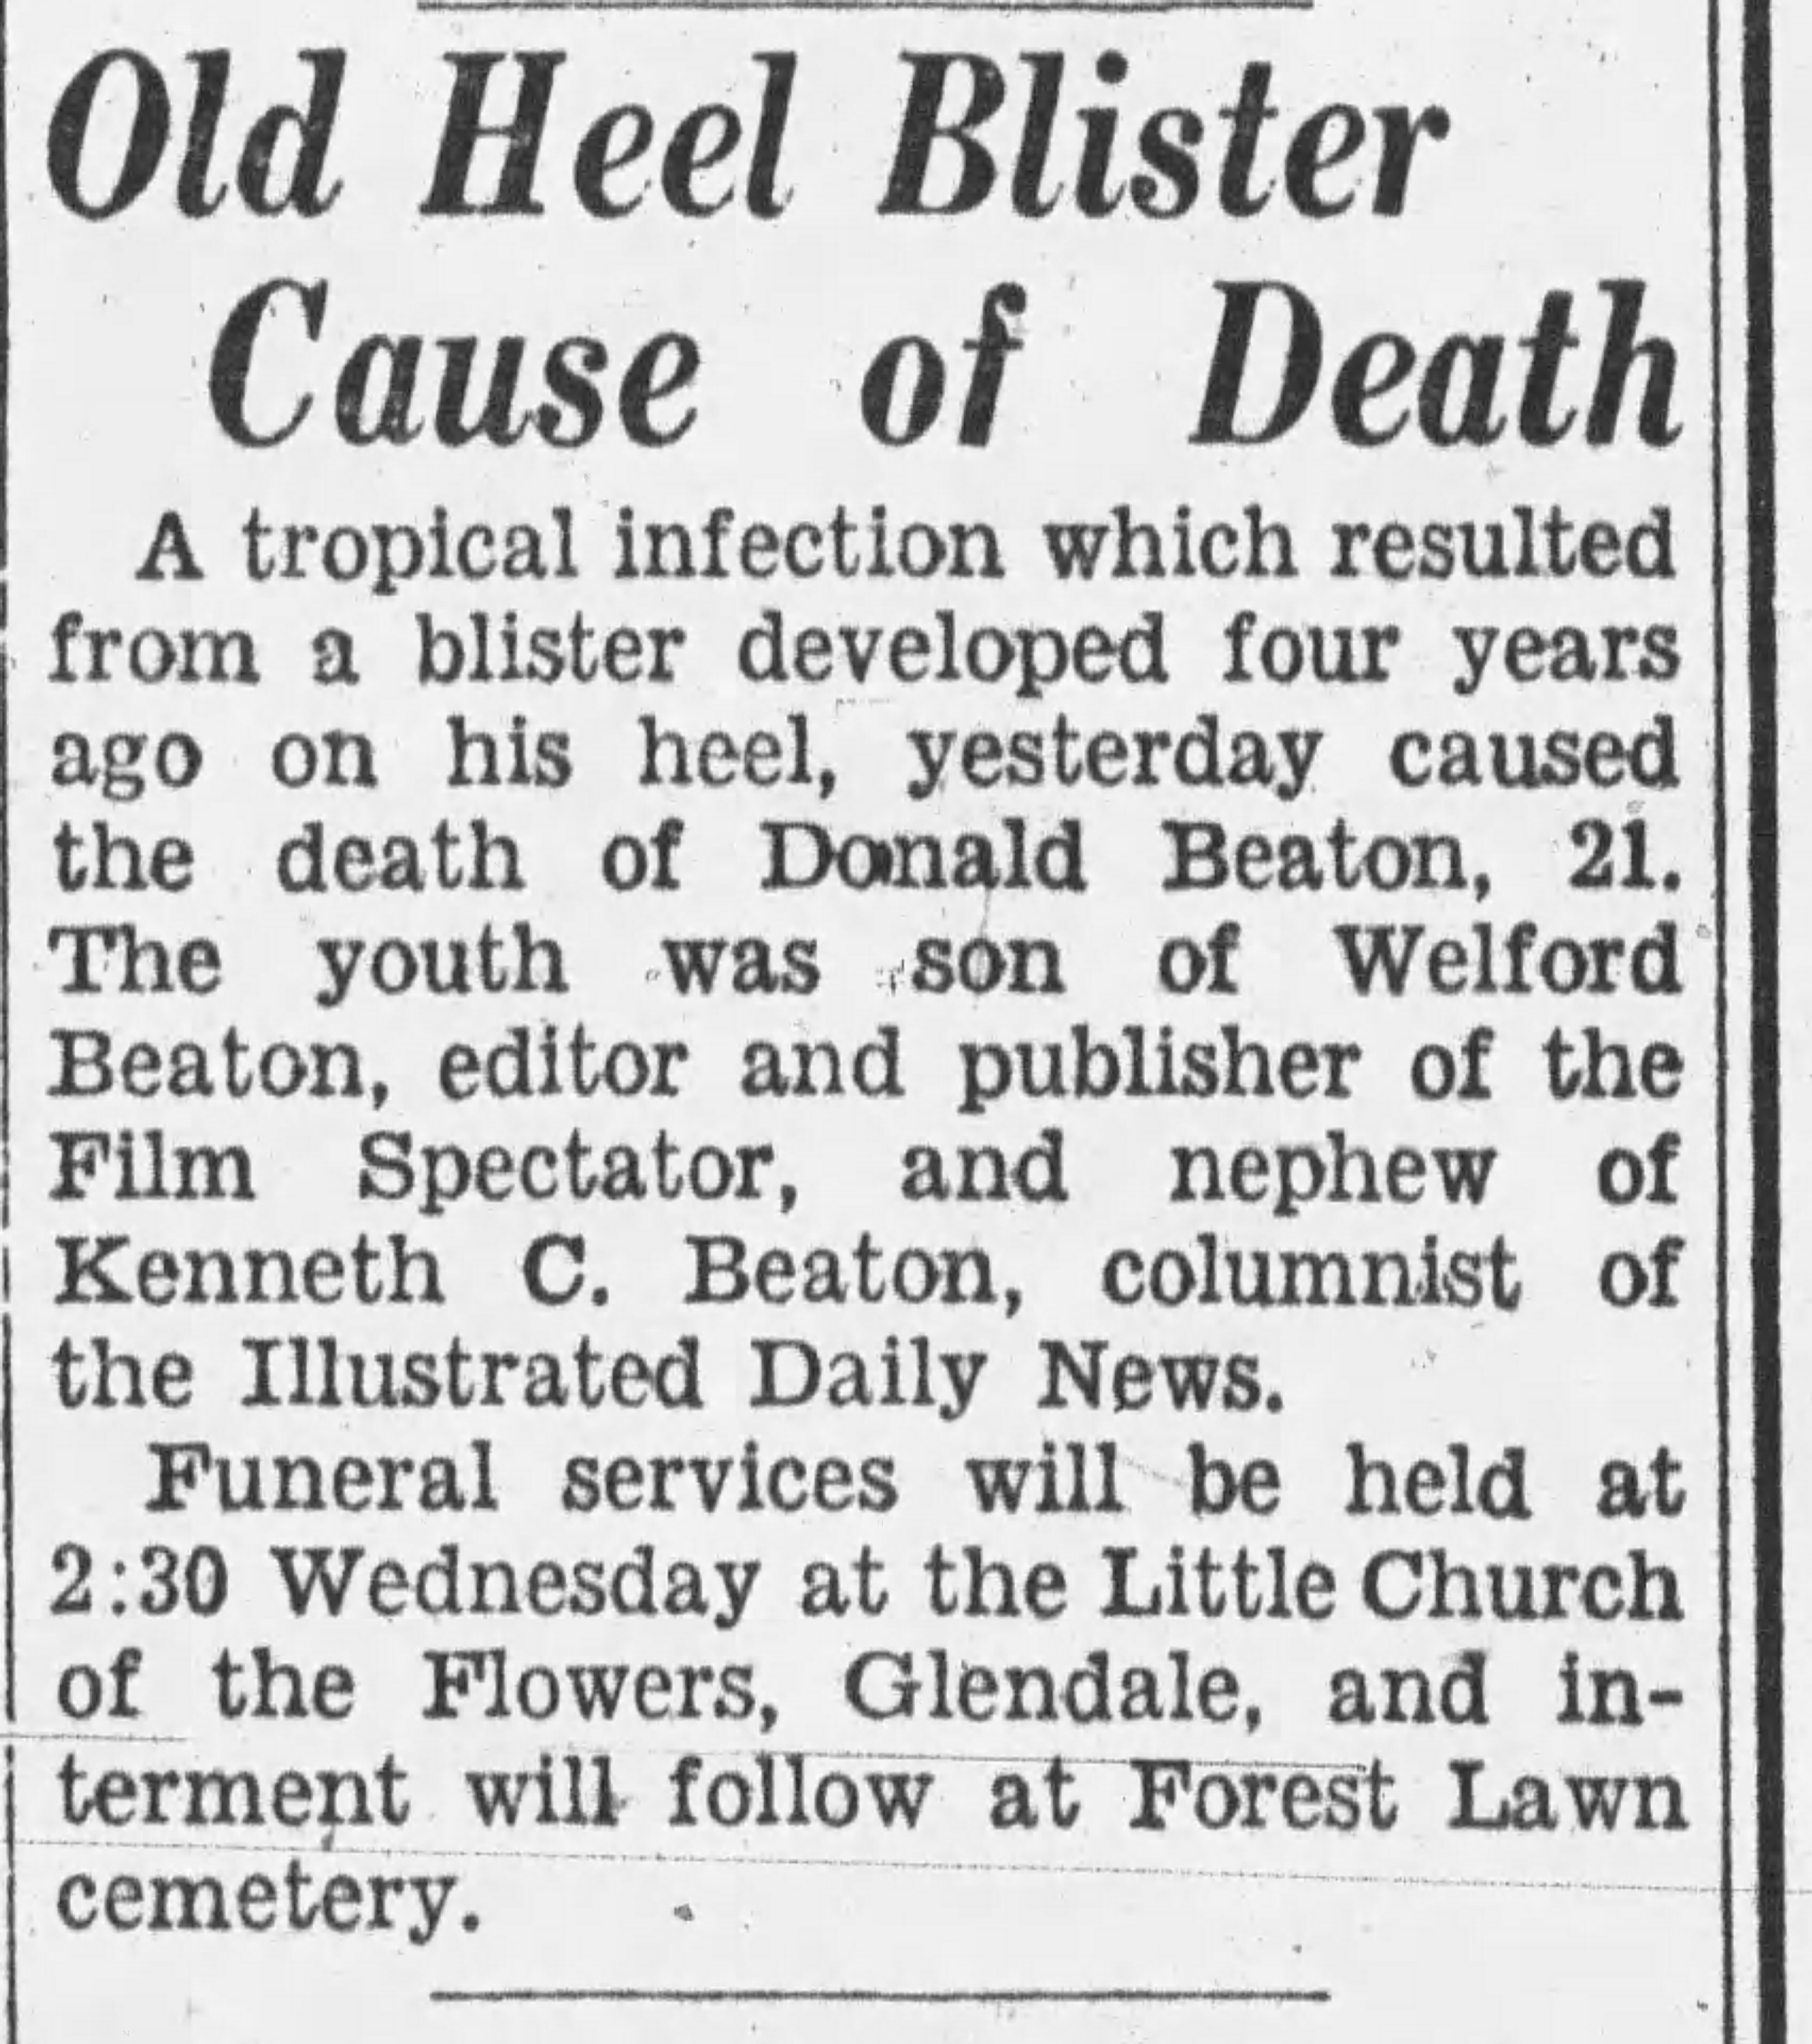 Old Heel Blister
Cause of Death
A tropical infection which resulted
from a blister developed four years
ago on his heel, yesterday caused
the death of Donald Beaton, 21.
The youth was son of Welford
Beaton, editor and publisher of the
Film Spectator, and nephew of
Kenneth C. Beaton, columnist of
the Illustrated Daily News.
Funeral services will be held at
2:30 Wednesday at the Little Church
of the Flowers, Glendale, and in-
terment will follow at Forest Lawn
cemetery.